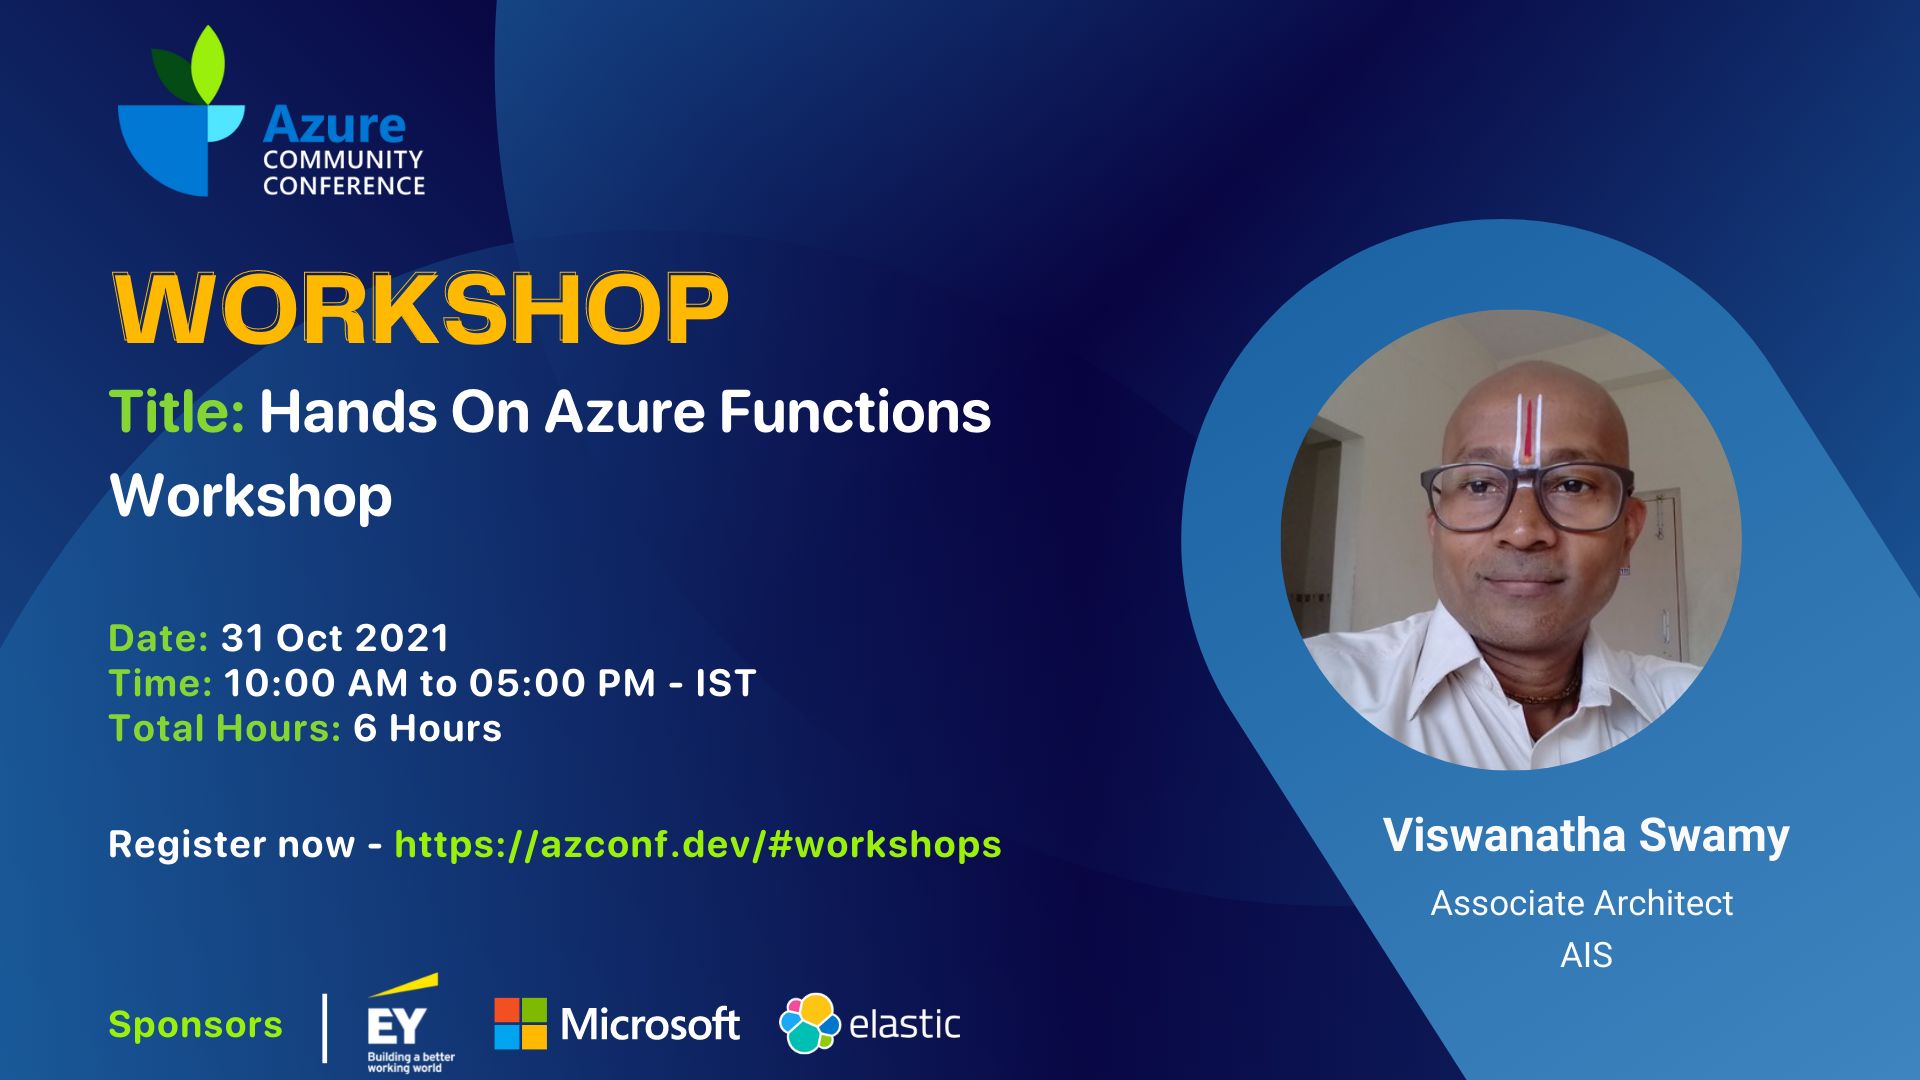 Azure
COMMUNITY
CONFERENCE
WORKSHOP
Title: Hands On Azure Functions
Workshop
Date: 31 Oct 2021
Time: 10:00 AM to 05:00 PM - IST
Total Hours: 6 Hours
Register now - https://azconf.dev/#workshops
Viswanatha Swamy
Associate Architect
AIS
Sponsors
EY
Building a better
working world
Microsoft
elastic